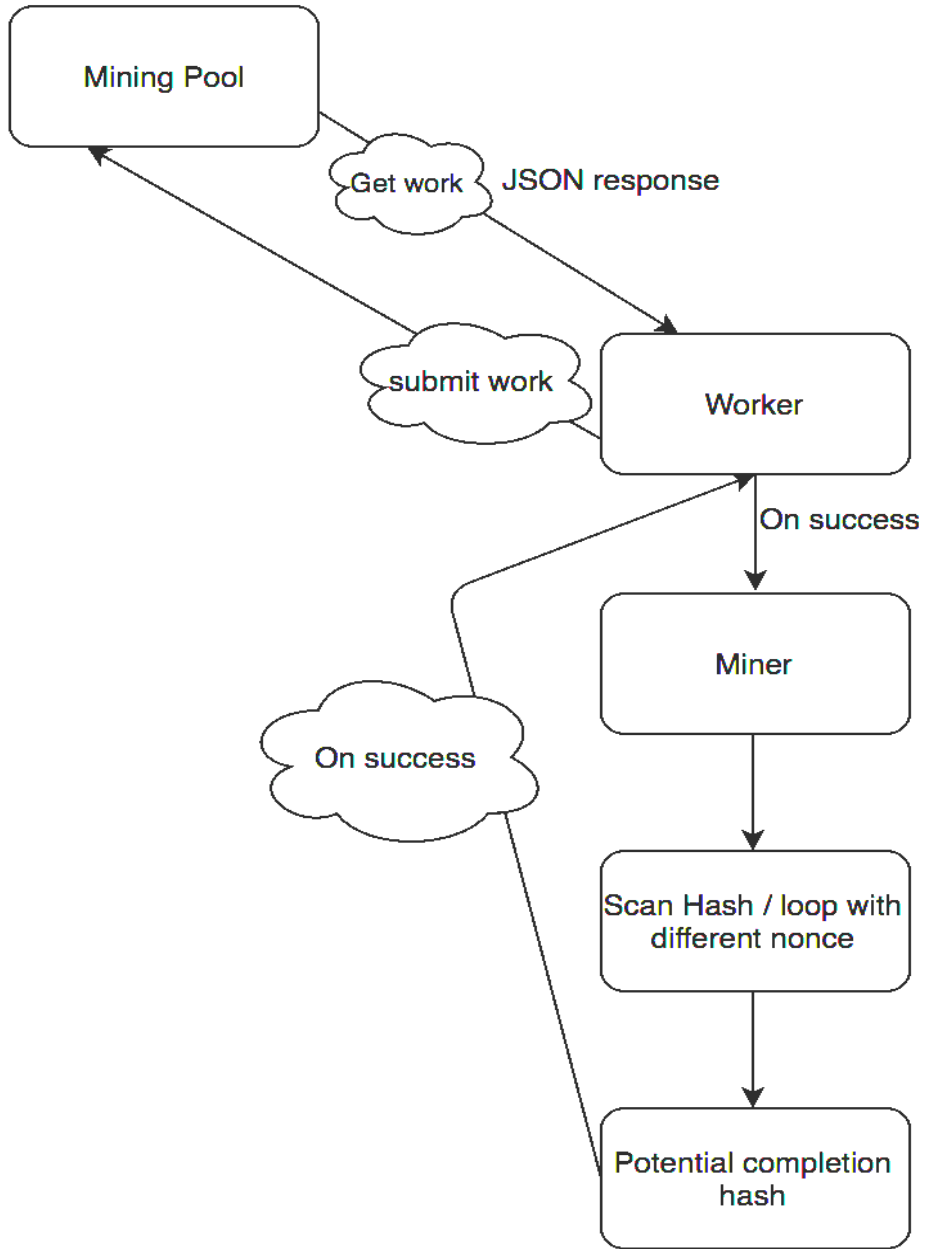 Mining Pool
Get work
JSON response
submit work
Worker
On success
Miner
On success
Scan Hash / loop with
different nonce
Potential completion
hash